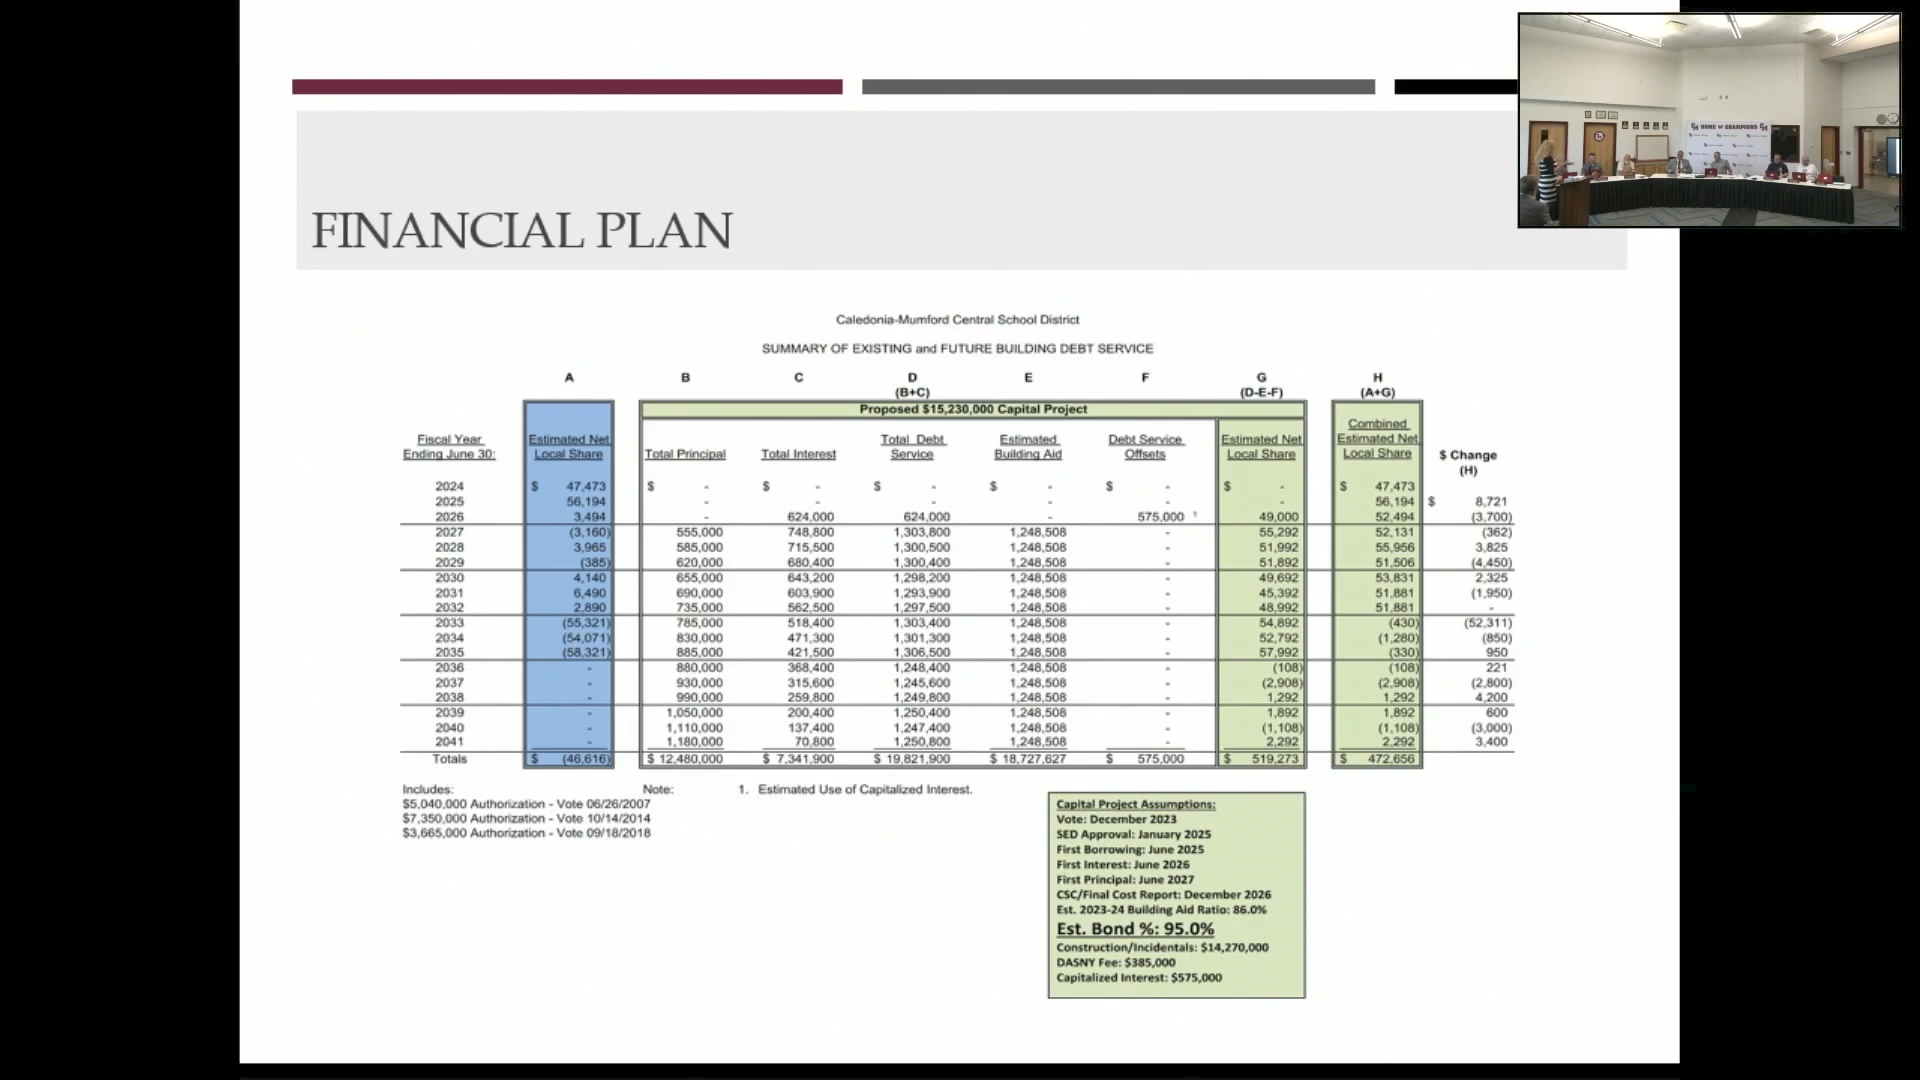 HOME OF CHAMPIONS
FINANCIAL PLAN
Caledonia-Mumford Central School District
SUMMARY OF EXISTING and FUTURE BUILDING DEBT SERVICE
A B C D E F G H
(B+C) (D-E-F) (A+G)
Proposed $15,230,000 Capital Project
Combined
Fiscal Year Estimated Net Total Debt Estimated Debt Service Estimated Net Estimated Net
Ending June 30: Local Share Total Principal Total Interest Service Building Aid Offsets Local Share Local Share $ Change
(H)
2024 $ 47,473 $ - $ - $ - $ - $ - $ - $ 47,473
2025 56,194 - - - - - - 56,194 $ 8,721
2026 3,494 - 624,000 624,000 - 575,000 1 49,000 52,494 (3,700)
2027 (3,160) 555,000 748,800 1,303,800 1,248,508 - 55,292 52,131 (362)
2028 3,965 585,000 715,500 1,300,500 1,248,508 - 51,992 55,956 3,825
2029 (385) 620,000 680,400 1,300,400 1,248,508 - 51,892 51,506 (4,450)
2030 4,140 655,000 643,200 1,298,200 1,248,508 - 49,692 53,831 2,325
2031 6,490 690,000 603,900 1,293,900 1,248,508 - 45,392 51,881 (1,950)
2032 2,890 735,000 562,500 1,297,500 1,248,508 - 48,992 51,881 -
2033 (55,321) 785,000 518,400 1,303,400 1,248,508 - 54,892 (430) (52,311)
2034 (54,071) 830,000 471,300 1,301,300 1,248,508 - 52,792 (1,280) (850)
2035 (58,321) 885,000 421,500 1,306,500 1,248,508 - 57,992 (330) 950
2036 - 880,000 368,400 1,248,400 1,248,508 - (108) (108) 221
2037 - 930,000 315,600 1,245,600 1,248,508 - (2,908) (2,908) (2,800)
2038 - 990,000 259,800 1,249,800 1,248,508 - 1,292 1,292 4,200
2039 - 1,050,000 200,400 1,250,400 1,248,508 - 1,892 1,892 600
2040 - 1,110,000 137,400 1,247,400 1,248,508 - (1,108) (1,108) (3,000)
2041 - 1,180,000 70,800 1,250,800 1,248,508 - 2,292 2,292 3,400
Totals $ (46,616) $ 12,480,000 $ 7,341,900 $ 19,821,900 $ 18,727,627 $ 575,000 $ 519,273 $ 472,656
Includes: Note: 1. Estimated Use of Capitalized Interest.
$5,040,000 Authorization - Vote 06/26/2007
$7,350,000 Authorization - Vote 10/14/2014
$3,665,000 Authorization - Vote 09/18/2018
Capital Project Assumptions:
Vote: December 2023
SED Approval: January 2025
First Borrowing: June 2025
First Interest: June 2026
First Principal: June 2027
CSC/Final Cost Report: December 2026
Est. 2023-24 Building Aid Ratio: 86.0%
Est. Bond %: 95.0%
Construction/Incidentals: $14,270,000
DASNY Fee: $385,000
Capitalized Interest: $575,000